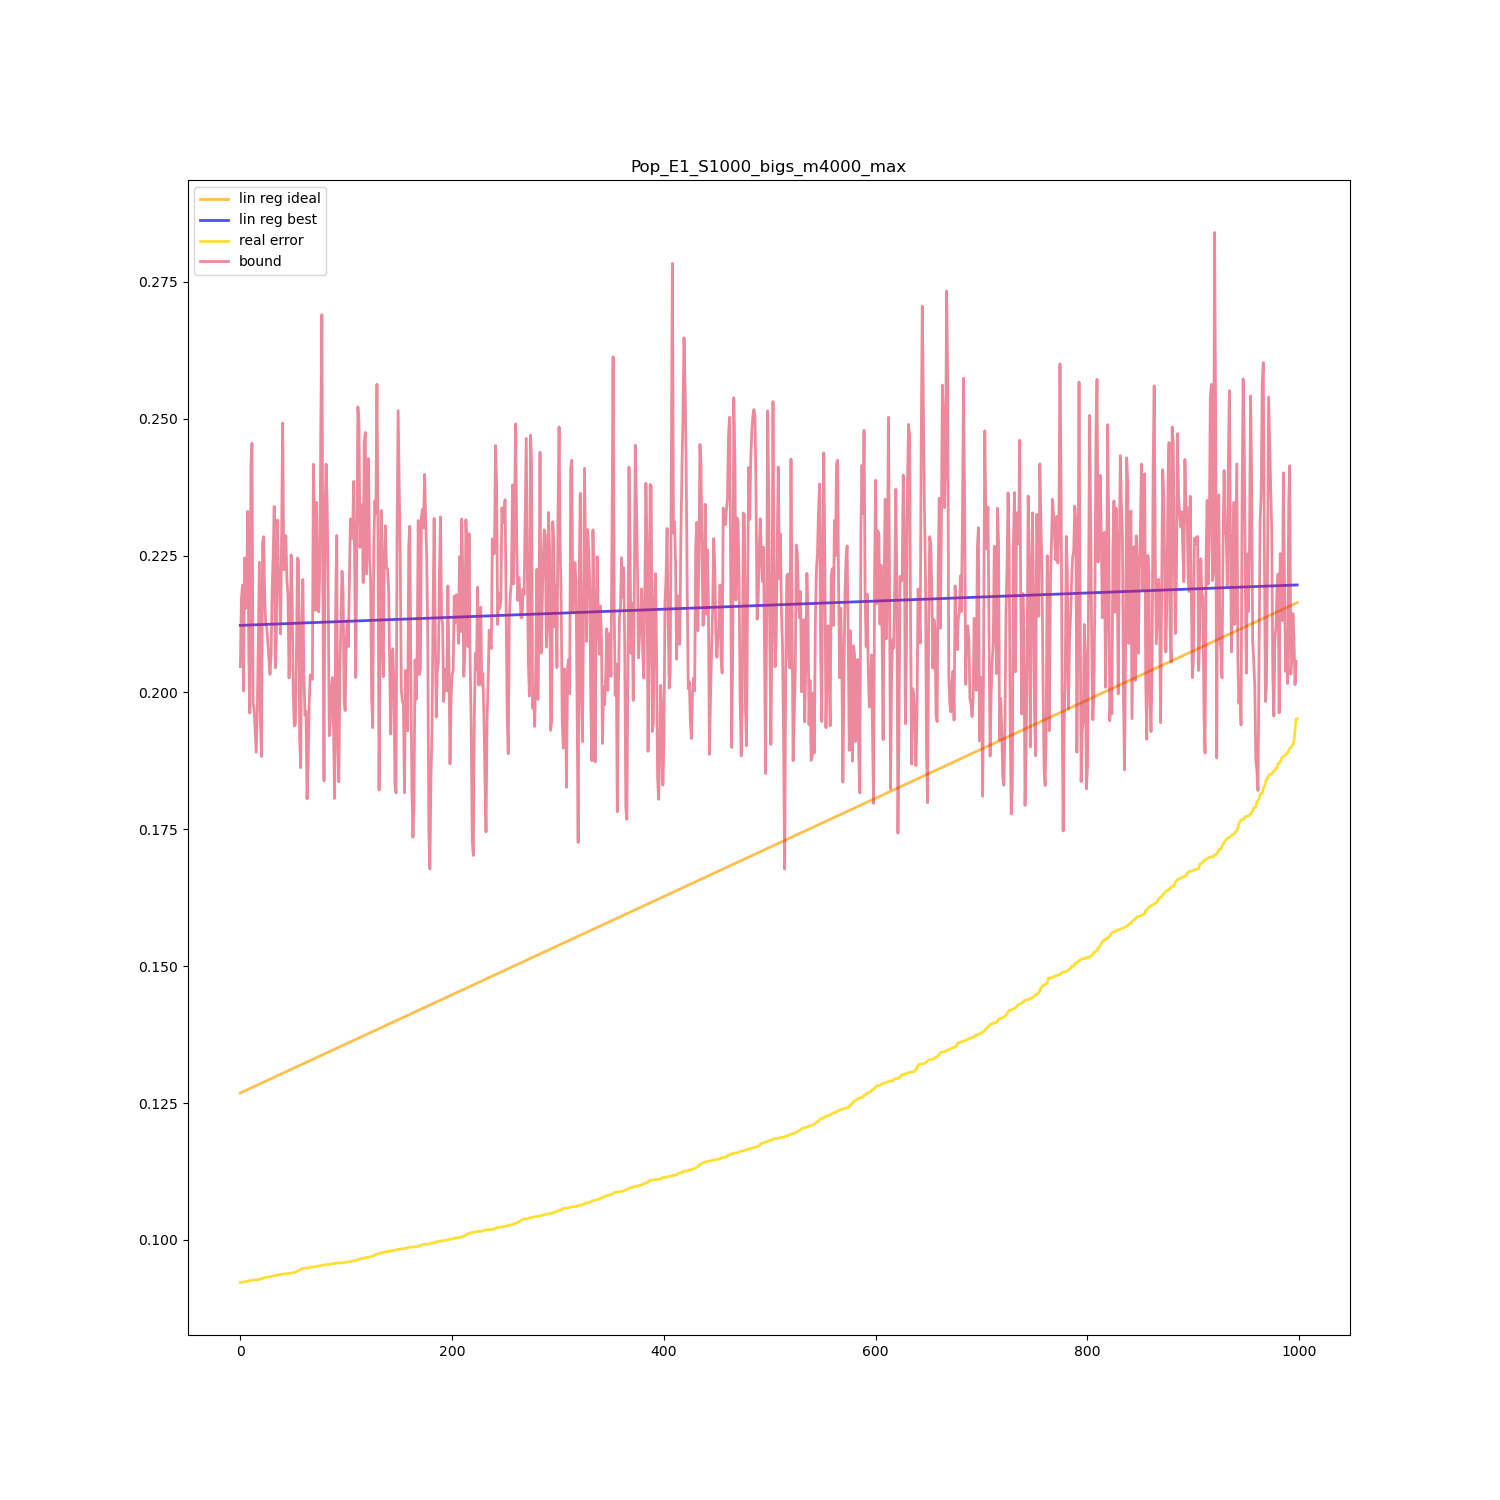 Pop_E1_S1000_bigs_m4000_max
lin reg ideal
lin reg best
real error
bound
0.275
0.250
0.225
0.200
0.175
0.150
0.125
0.100
0 200 400 600 800 1000